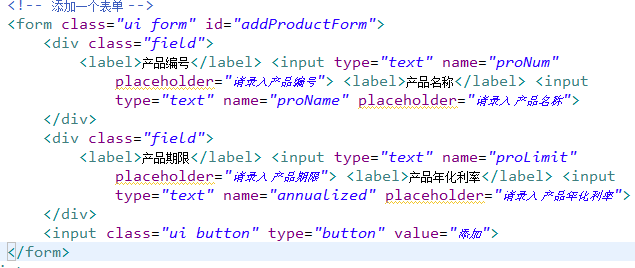 <!-- 添加一个表单 -->
<form class="ui form" id="addProductForm">
<div class="field">
<label>产品编号</label> <input type="text" name="proNum"
placeholder="请录入产品编号"> <label>产品名称</label> <input
type="text" name="proName" placeholder="请录入 产品名称">
</div>
<div class="field">
<label>产品期限</label> <input type="text" name="proLimit"
placeholder="请录入 产品期限"> <label>产品年化利率</label> <input
type="text" name="annualized" placeholder="请录入 产品年化利率">
</div>
<input class="ui button" type="button" value="添加">
</form>